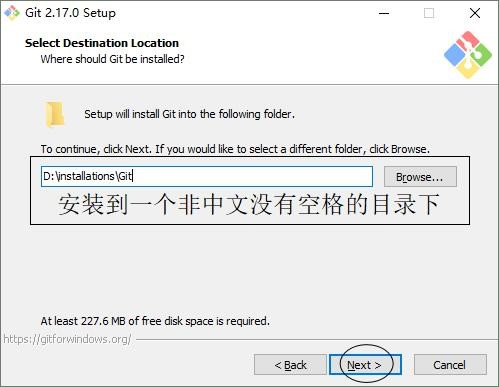 Git 2.17.0 Setup
Select Destination Location
Where should Git be installed?
Setup will install Git into the following folder.
To continue, click Next. If you would like to select a different folder, click Browse.
D:\installations\Git
Browse...
安装到一个非中文没有空格的目录下
At least 227.6 MB of free disk space is required.
https://gitforwindows.org/
< Back
Next >
Cancel